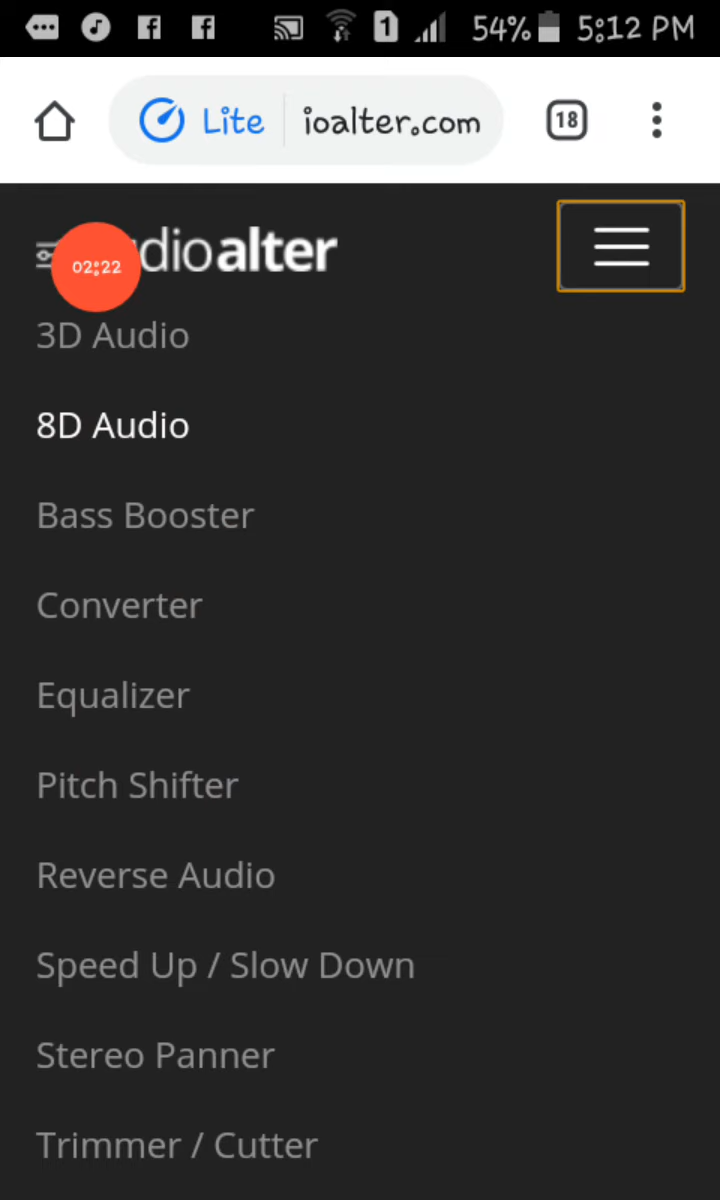 1 54% 5:12 PM
Lite ioalter.com 18
dioalter
02:22
3D Audio
8D Audio
Bass Booster
Converter
Equalizer
Pitch Shifter
Reverse Audio
Speed Up / Slow Down
Stereo Panner
Trimmer / Cutter